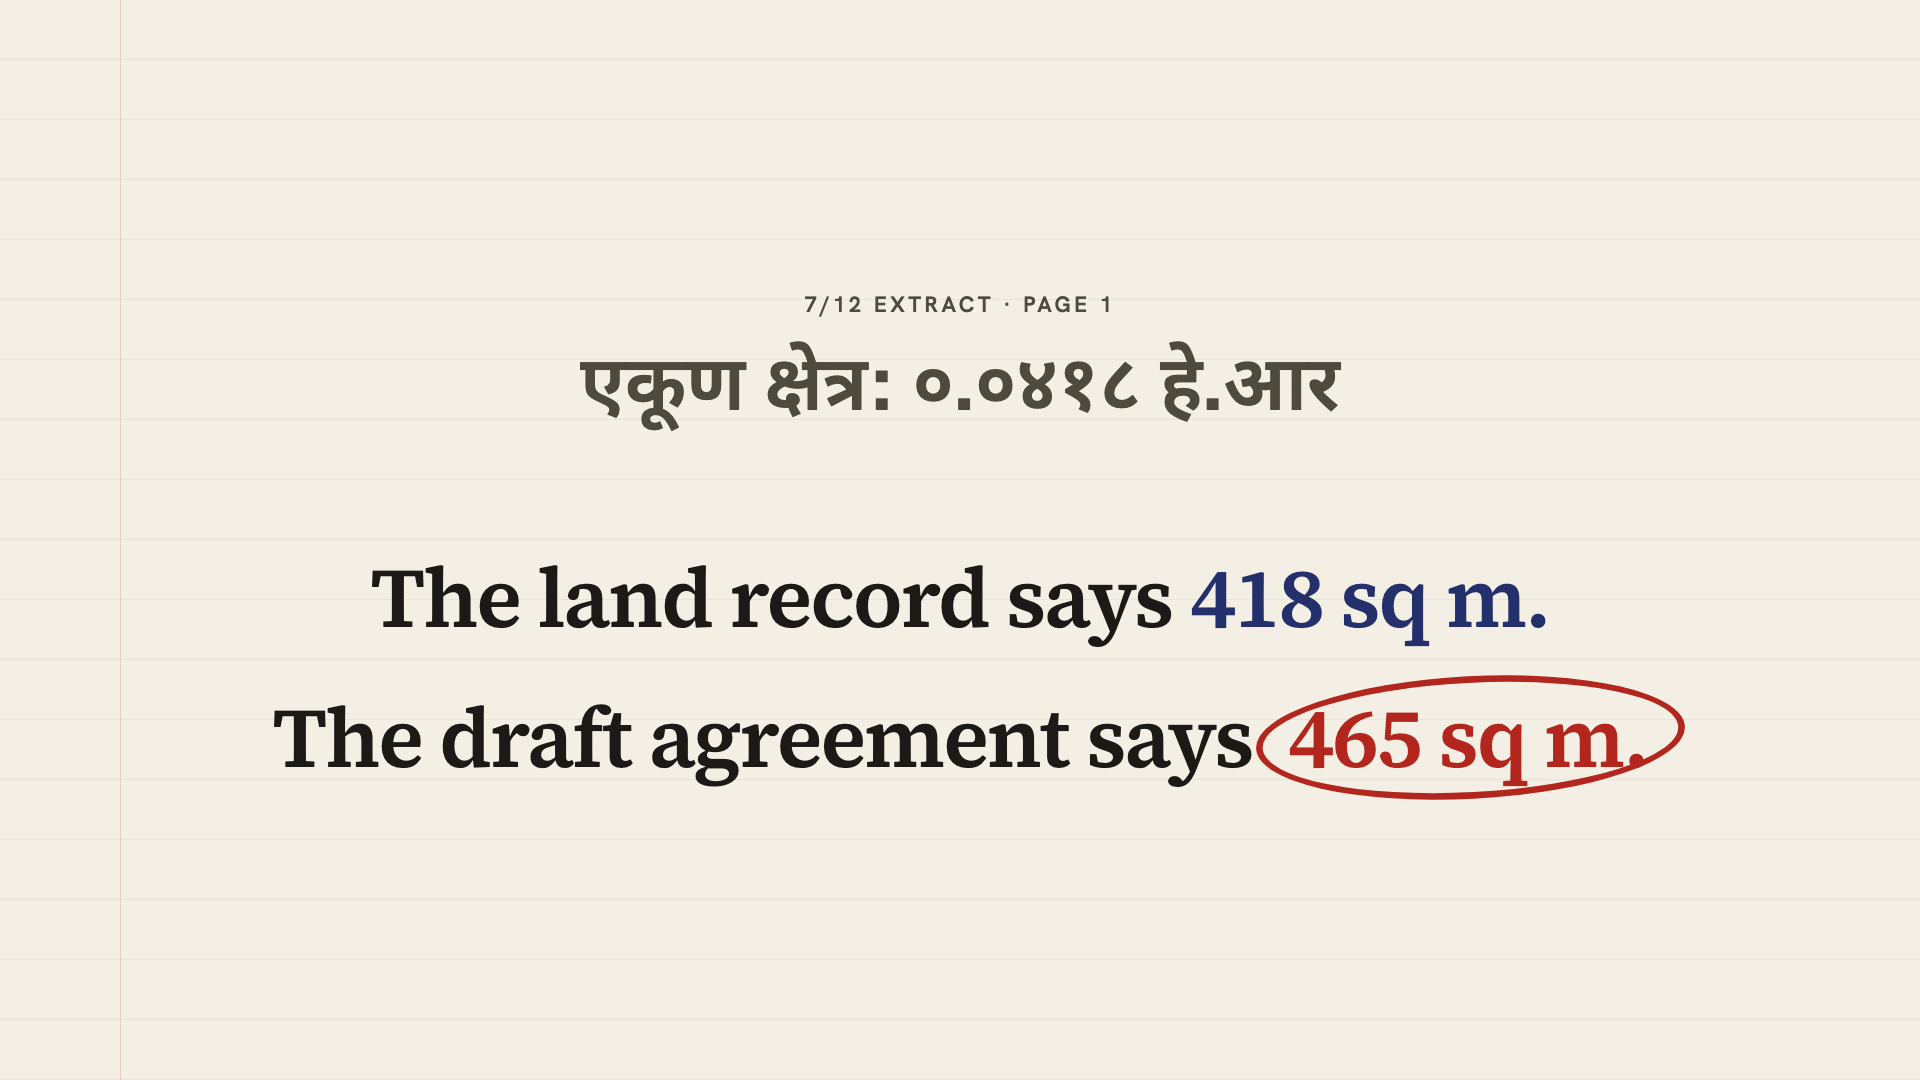 7/12 EXTRACT · PAGE 1
एकूण क्षेत्र: ०.०४१८ हे.आर
The land record says 418 sq m.
The draft agreement says 465 sq m.